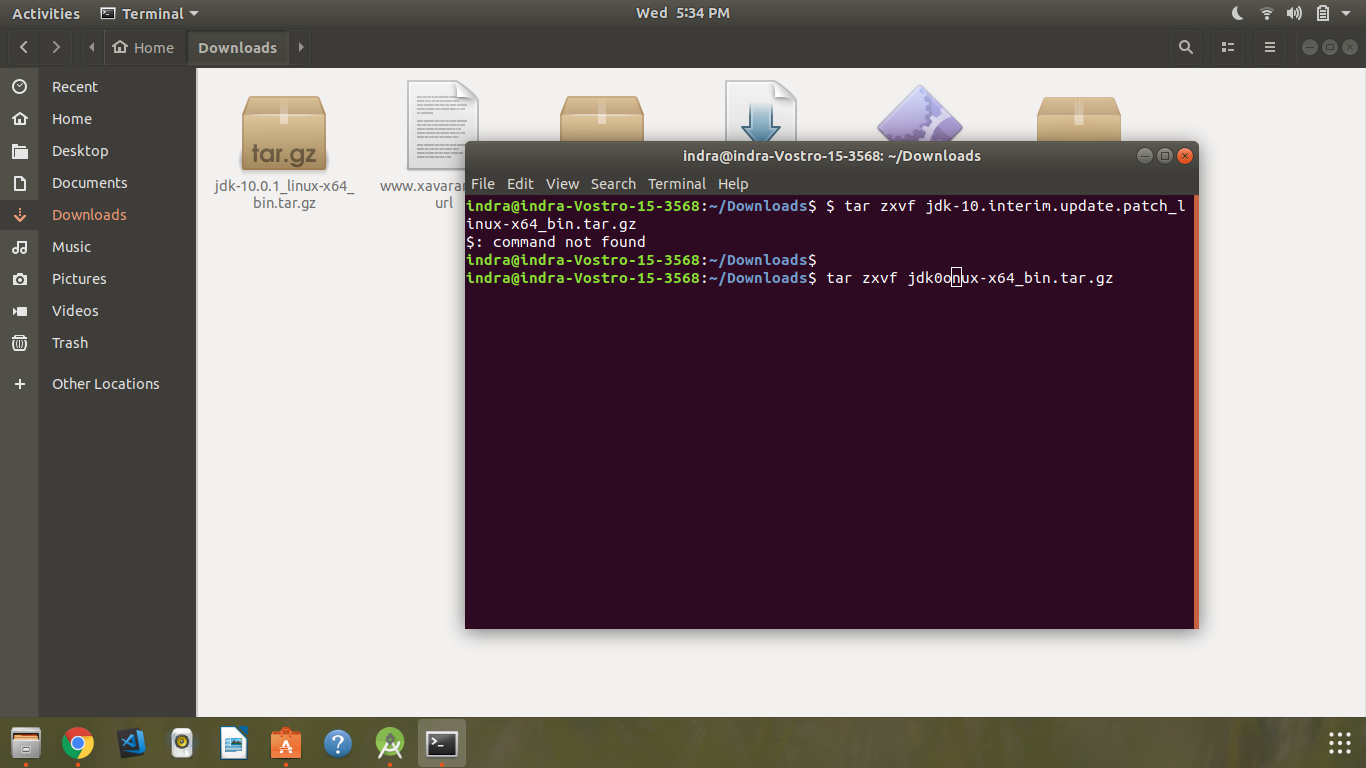 Activities
Terminal
Wed 5:34 PM
Home
Downloads
Recent
Home
Desktop
Documents
Downloads
Music
Pictures
Videos
Trash
Other Locations
tar.gz
jdk-10.0.1_linux-x64_
bin.tar.gz
www.xavara
url
indra@indra-Vostro-15-3568: ~/Downloads
File Edit View Search Terminal Help
indra@indra-Vostro-15-3568:~/Downloads$ $ tar zxvf jdk-10.interim.update.patch_l
inux-x64_bin.tar.gz
$: command not found
indra@indra-Vostro-15-3568:~/Downloads$
indra@indra-Vostro-15-3568:~/Downloads$ tar zxvf jdk0onux-x64_bin.tar.gz